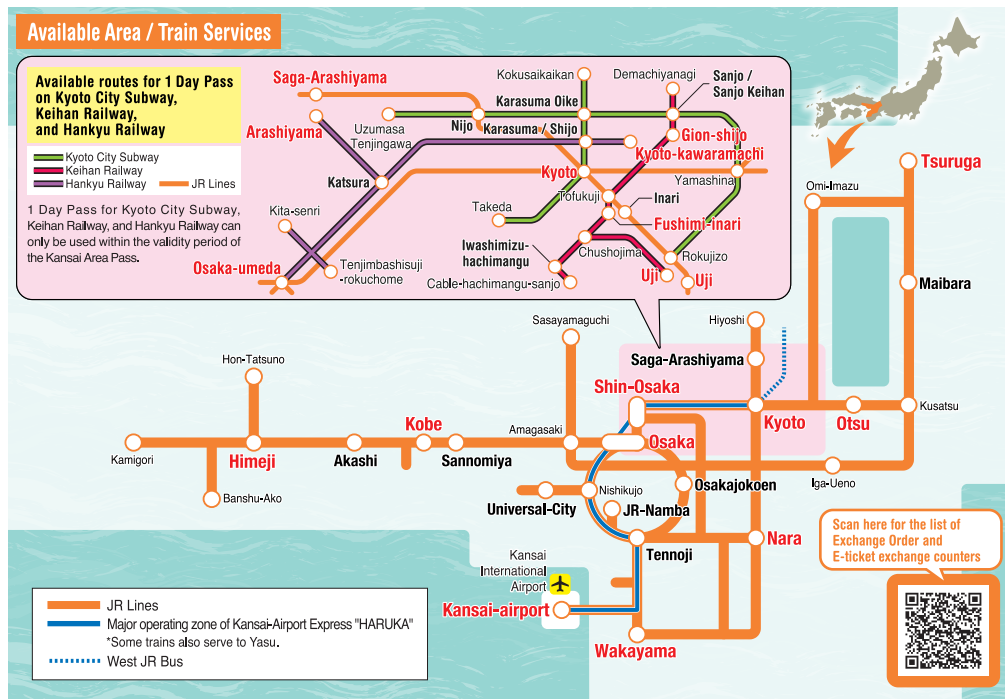 Available Area / Train Services
Available routes for 1 Day Pass
on Kyoto City Subway,
Keihan Railway,
and Hankyu Railway
Kyoto City Subway
Keihan Railway
Hankyu Railway
JR Lines
1 Day Pass for Kyoto City Subway,
Keihan Railway, and Hankyu Railway can
only be used within the validity period of
the Kansai Area Pass.
Saga-Arashiyama
Arashiyama
Uzumasa
Tenjingawa
Nijo
Kokusaikaikan
Karasuma Oike
Karasuma / Shijo
Demachiyanagi
Sanjo /
Sanjo Keihan
Gion-shijo
Kyoto-kawaramachi
Katsura
Kyoto
Yamashina
Tofukuji
Inari
Takeda
Fushimi-inari
Kita-senri
Iwashimizu-
hachimangu
Chushojima
Rokujizo
Osaka-umeda
Tenjimbashisuji
-rokuchome
Cable-hachimangu-sanjo
Uji
Uji
Tsuruga
Omi-Imazu
Maibara
Sasayamaguchi
Hiyoshi
Saga-Arashiyama
Hon-Tatsuno
Shin-Osaka
Kyoto
Otsu
Kusatsu
Kobe
Amagasaki
Osaka
Kamigori
Himeji
Akashi
Sannomiya
Iga-Ueno
Banshu-Ako
Universal-City
Nishikujo
Osakajokoen
JR-Namba
Tennoji
Nara
Kansai
International
Airport
Kansai-airport
Wakayama
Scan here for the list of
Exchange Order and
E-ticket exchange counters
JR Lines
Major operating zone of Kansai-Airport Express "HARUKA"
*Some trains also serve to Yasu.
West JR Bus